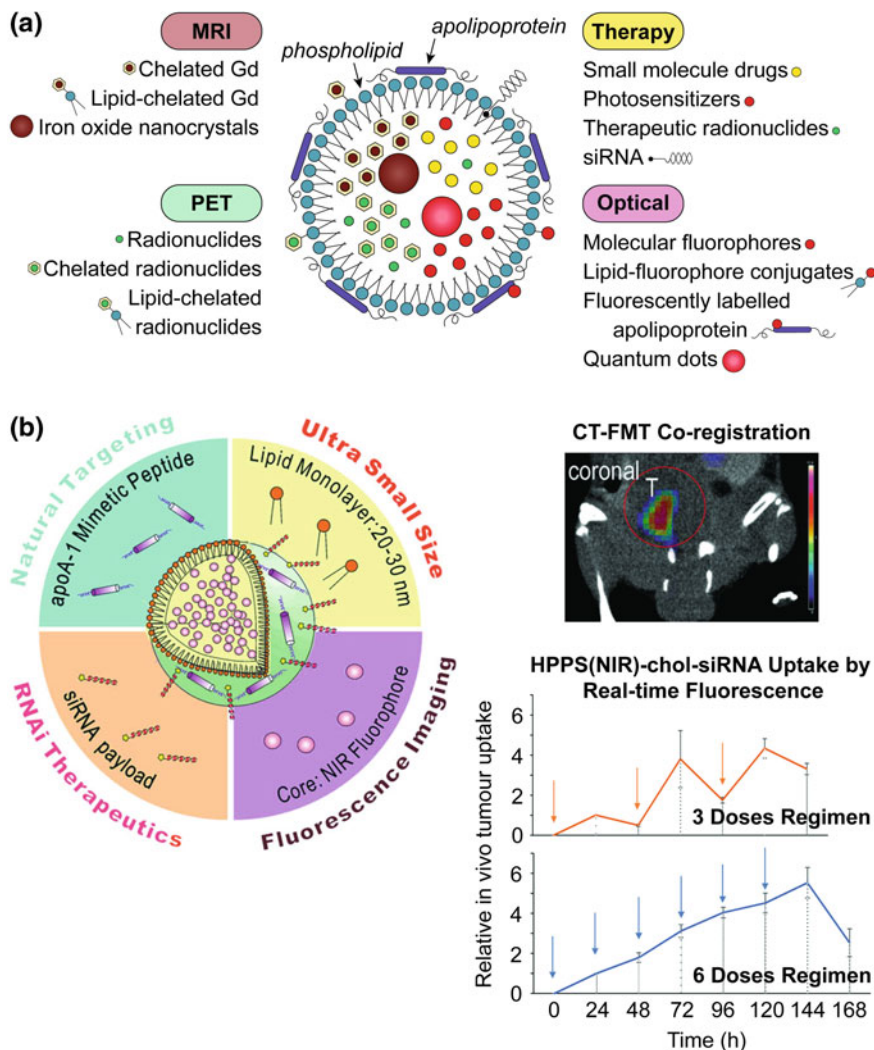 (a)
MRI
Chelated Gd
Lipid-chelated Gd
Iron oxide nanocrystals
PET
Radionuclides
Chelated radionuclides
Lipid-chelated
radionuclides
phospholipid
apolipoprotein
Therapy
Small molecule drugs
Photosensitizers
Therapeutic radionuclides
siRNA
Optical
Molecular fluorophores
Lipid-fluorophore conjugates
Fluorescently labelled
apolipoprotein
Quantum dots
(b)
Natural Targeting
apoA-1 Mimetic Peptide
Ultra Small Size
Lipid Monolayer:20-30 nm
RNAi Therapeutics
siRNA payload
Fluorescence Imaging
Core: NIR Fluorophore
CT-FMT Co-registration
coronal
HPPS(NIR)-chol-siRNA Uptake by
Real-time Fluorescence
Relative in vivo tumour uptake
6
4
2
0
3 Doses Regimen
6
4
2
0
6 Doses Regimen
0 24 48 72 96 120 144 168
Time (h)